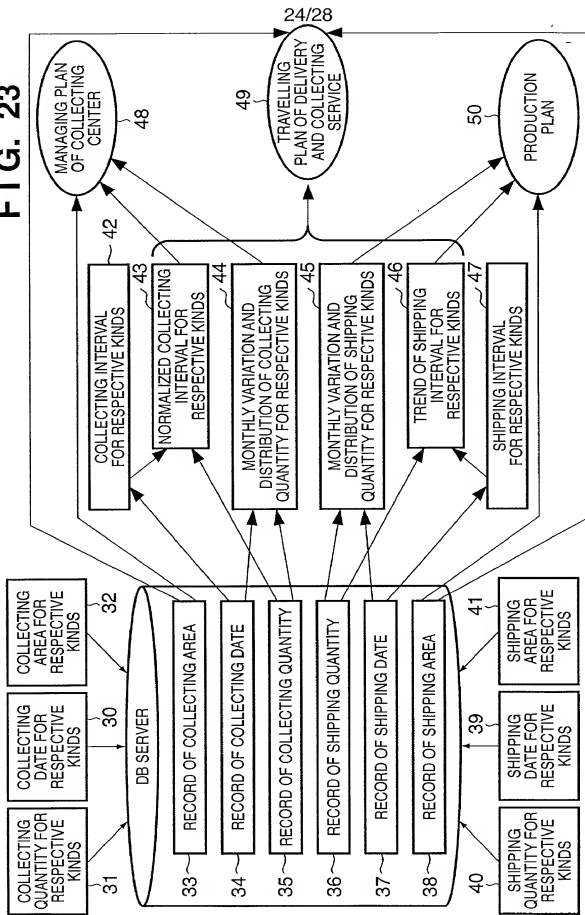 FIG. 23
24/28
COLLECTING
QUANTITY FOR
RESPECTIVE
KINDS
31
COLLECTING
DATE FOR
RESPECTIVE
KINDS
30
COLLECTING
AREA FOR
RESPECTIVE
KINDS
32
DB SERVER
33
RECORD OF COLLECTING AREA
34
RECORD OF COLLECTING DATE
35
RECORD OF COLLECTING QUANTITY
36
RECORD OF SHIPPING QUANTITY
37
RECORD OF SHIPPING DATE
38
RECORD OF SHIPPING AREA
40
SHIPPING
QUANTITY FOR
RESPECTIVE
KINDS
39
SHIPPING
DATE FOR
RESPECTIVE
KINDS
41
SHIPPING
AREA FOR
RESPECTIVE
KINDS
42
COLLECTING INTERVAL
FOR RESPECTIVE KINDS
43
NORMALIZED COLLECTING
INTERVAL FOR
RESPECTIVE KINDS
44
MONTHLY VARIATION AND
DISTRIBUTION OF COLLECTING
QUANTITY FOR RESPECTIVE KINDS
45
MONTHLY VARIATION AND
DISTRIBUTION OF SHIPPING
QUANTITY FOR RESPECTIVE KINDS
46
TREND OF SHIPPING
INTERVAL FOR
RESPECTIVE KINDS
47
SHIPPING INTERVAL
FOR RESPECTIVE KINDS
MANAGING PLAN
OF COLLECTING
CENTER
48
49
TRAVELLING
PLAN OF DELIVERY
AND COLLECTING
SERVICE
50
PRODUCTION
PLAN